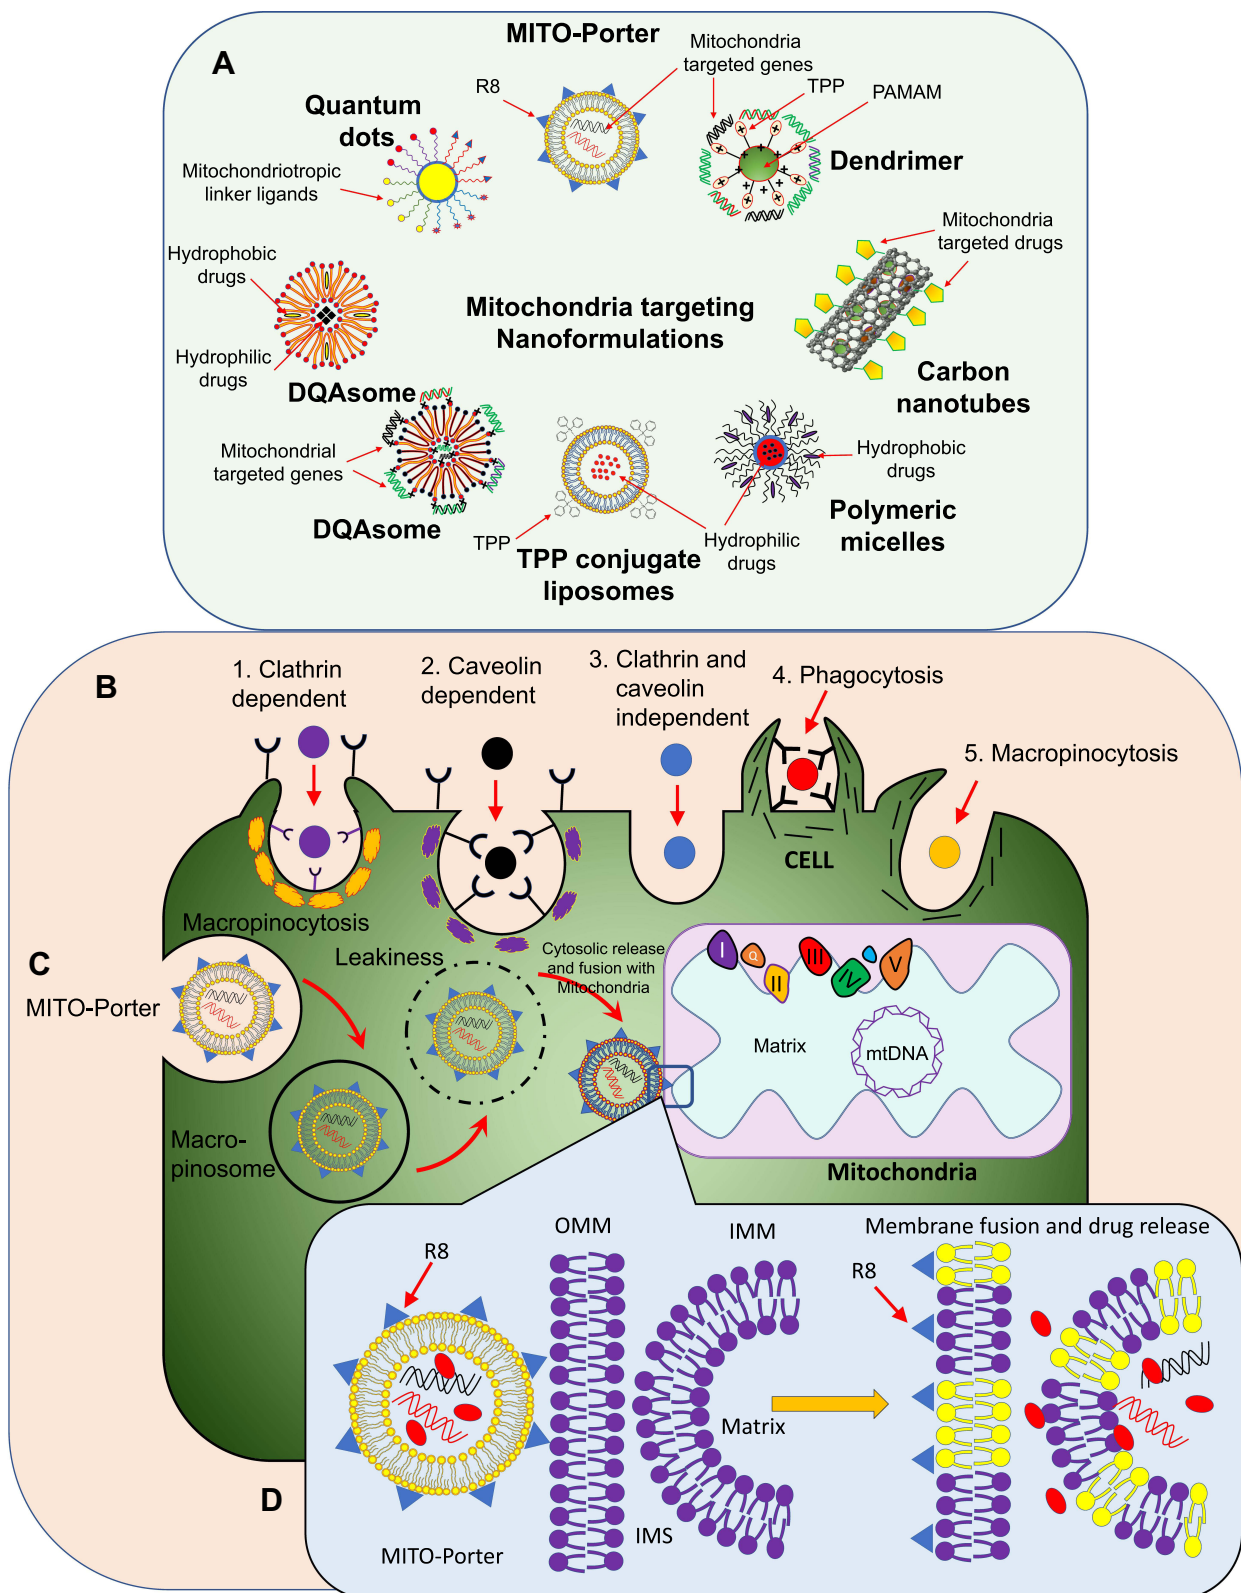 A
MITO-Porter
Mitochondria
targeted genes
R8
TPP
PAMAM
Quantum
dots
Dendrimer
Mitochondriotropic
linker ligands
Mitochondria
targeted drugs
Hydrophobic
drugs
Mitochondria targeting
Nanoformulations
Hydrophilic
drugs
DQAsome
Carbon
nanotubes
Mitochondrial
targeted genes
Hydrophobic
drugs
DQAsome
TPP
TPP conjugate
liposomes
Hydrophilic
drugs
Polymeric
micelles
B
1. Clathrin
dependent
2. Caveolin
dependent
3. Clathrin and
caveolin
independent
4. Phagocytosis
5. Macropinocytosis
CELL
C
Macropinocytosis
MITO-Porter
Leakiness
Cytosolic release
and fusion with
Mitochondria
I
Q
II
III
IV
V
Matrix
mtDNA
Macro-
pinosome
Mitochondria
D
R8
OMM
IMM
Membrane fusion and drug release
R8
Matrix
IMS
MITO-Porter